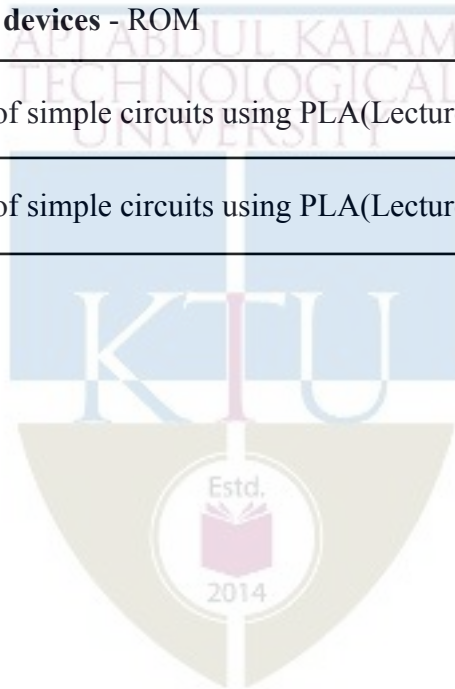 devices - ROM
API ABDUL KALAM
TECHNOLOGICAL
of simple circuits using PLA(Lectur
UNIVERSITY
of simple circuits using PLA(Lectur
KTU
Estd.
2014